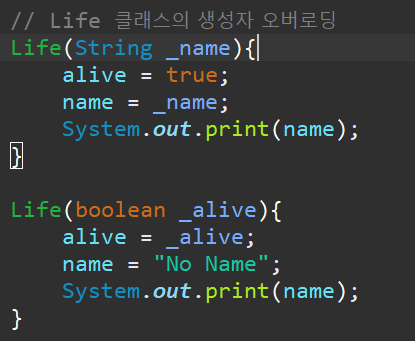 // Life 클래스의 생성자 오버로딩
Life(String _name){
    alive = true;
    name = _name;
    System.out.print(name);
}

Life(boolean _alive){
    alive = _alive;
    name = "No Name";
    System.out.print(name);
}